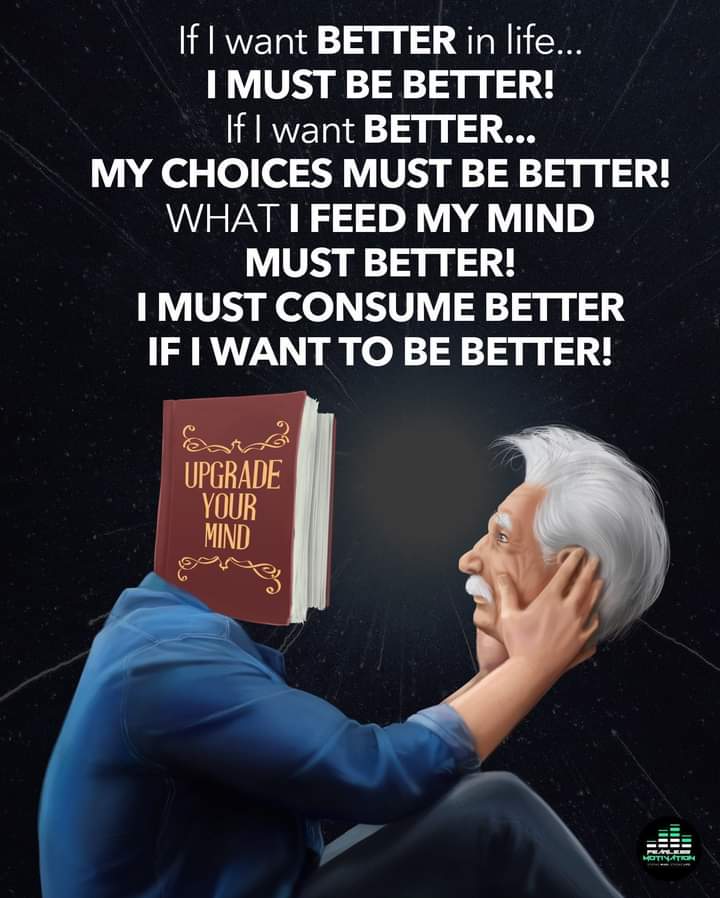 If I want BETTER in life...
I MUST BE BETTER!
If I want BETTER...
MY CHOICES MUST BE BETTER!
WHAT I FEED MY MIND
MUST BETTER!
I MUST CONSUME BETTER
IF I WANT TO BE BETTER!
UPGRADE
YOUR
MIND
FEARLESS
MOTIVATION